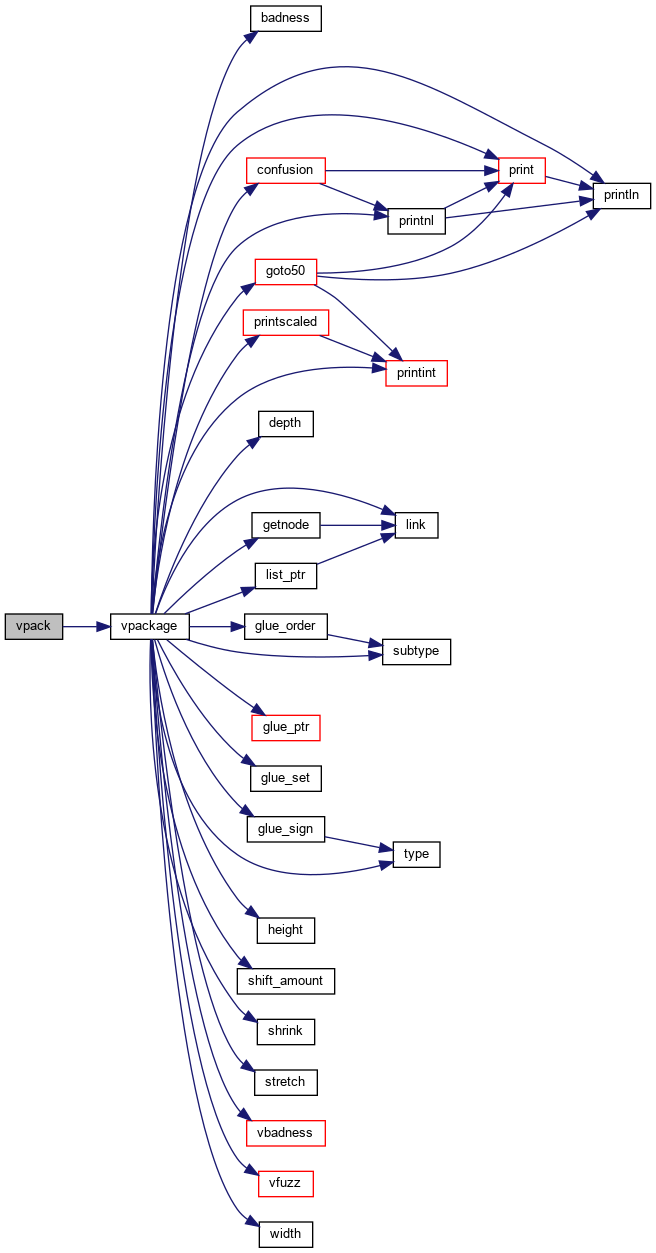 badness
confusion
print
println
printnl
goto50
printscaled
printint
depth
getnode
link
list_ptr
vpack
vpackage
glue_order
subtype
glue_ptr
glue_set
glue_sign
type
height
shift_amount
shrink
stretch
vbadness
vfuzz
width